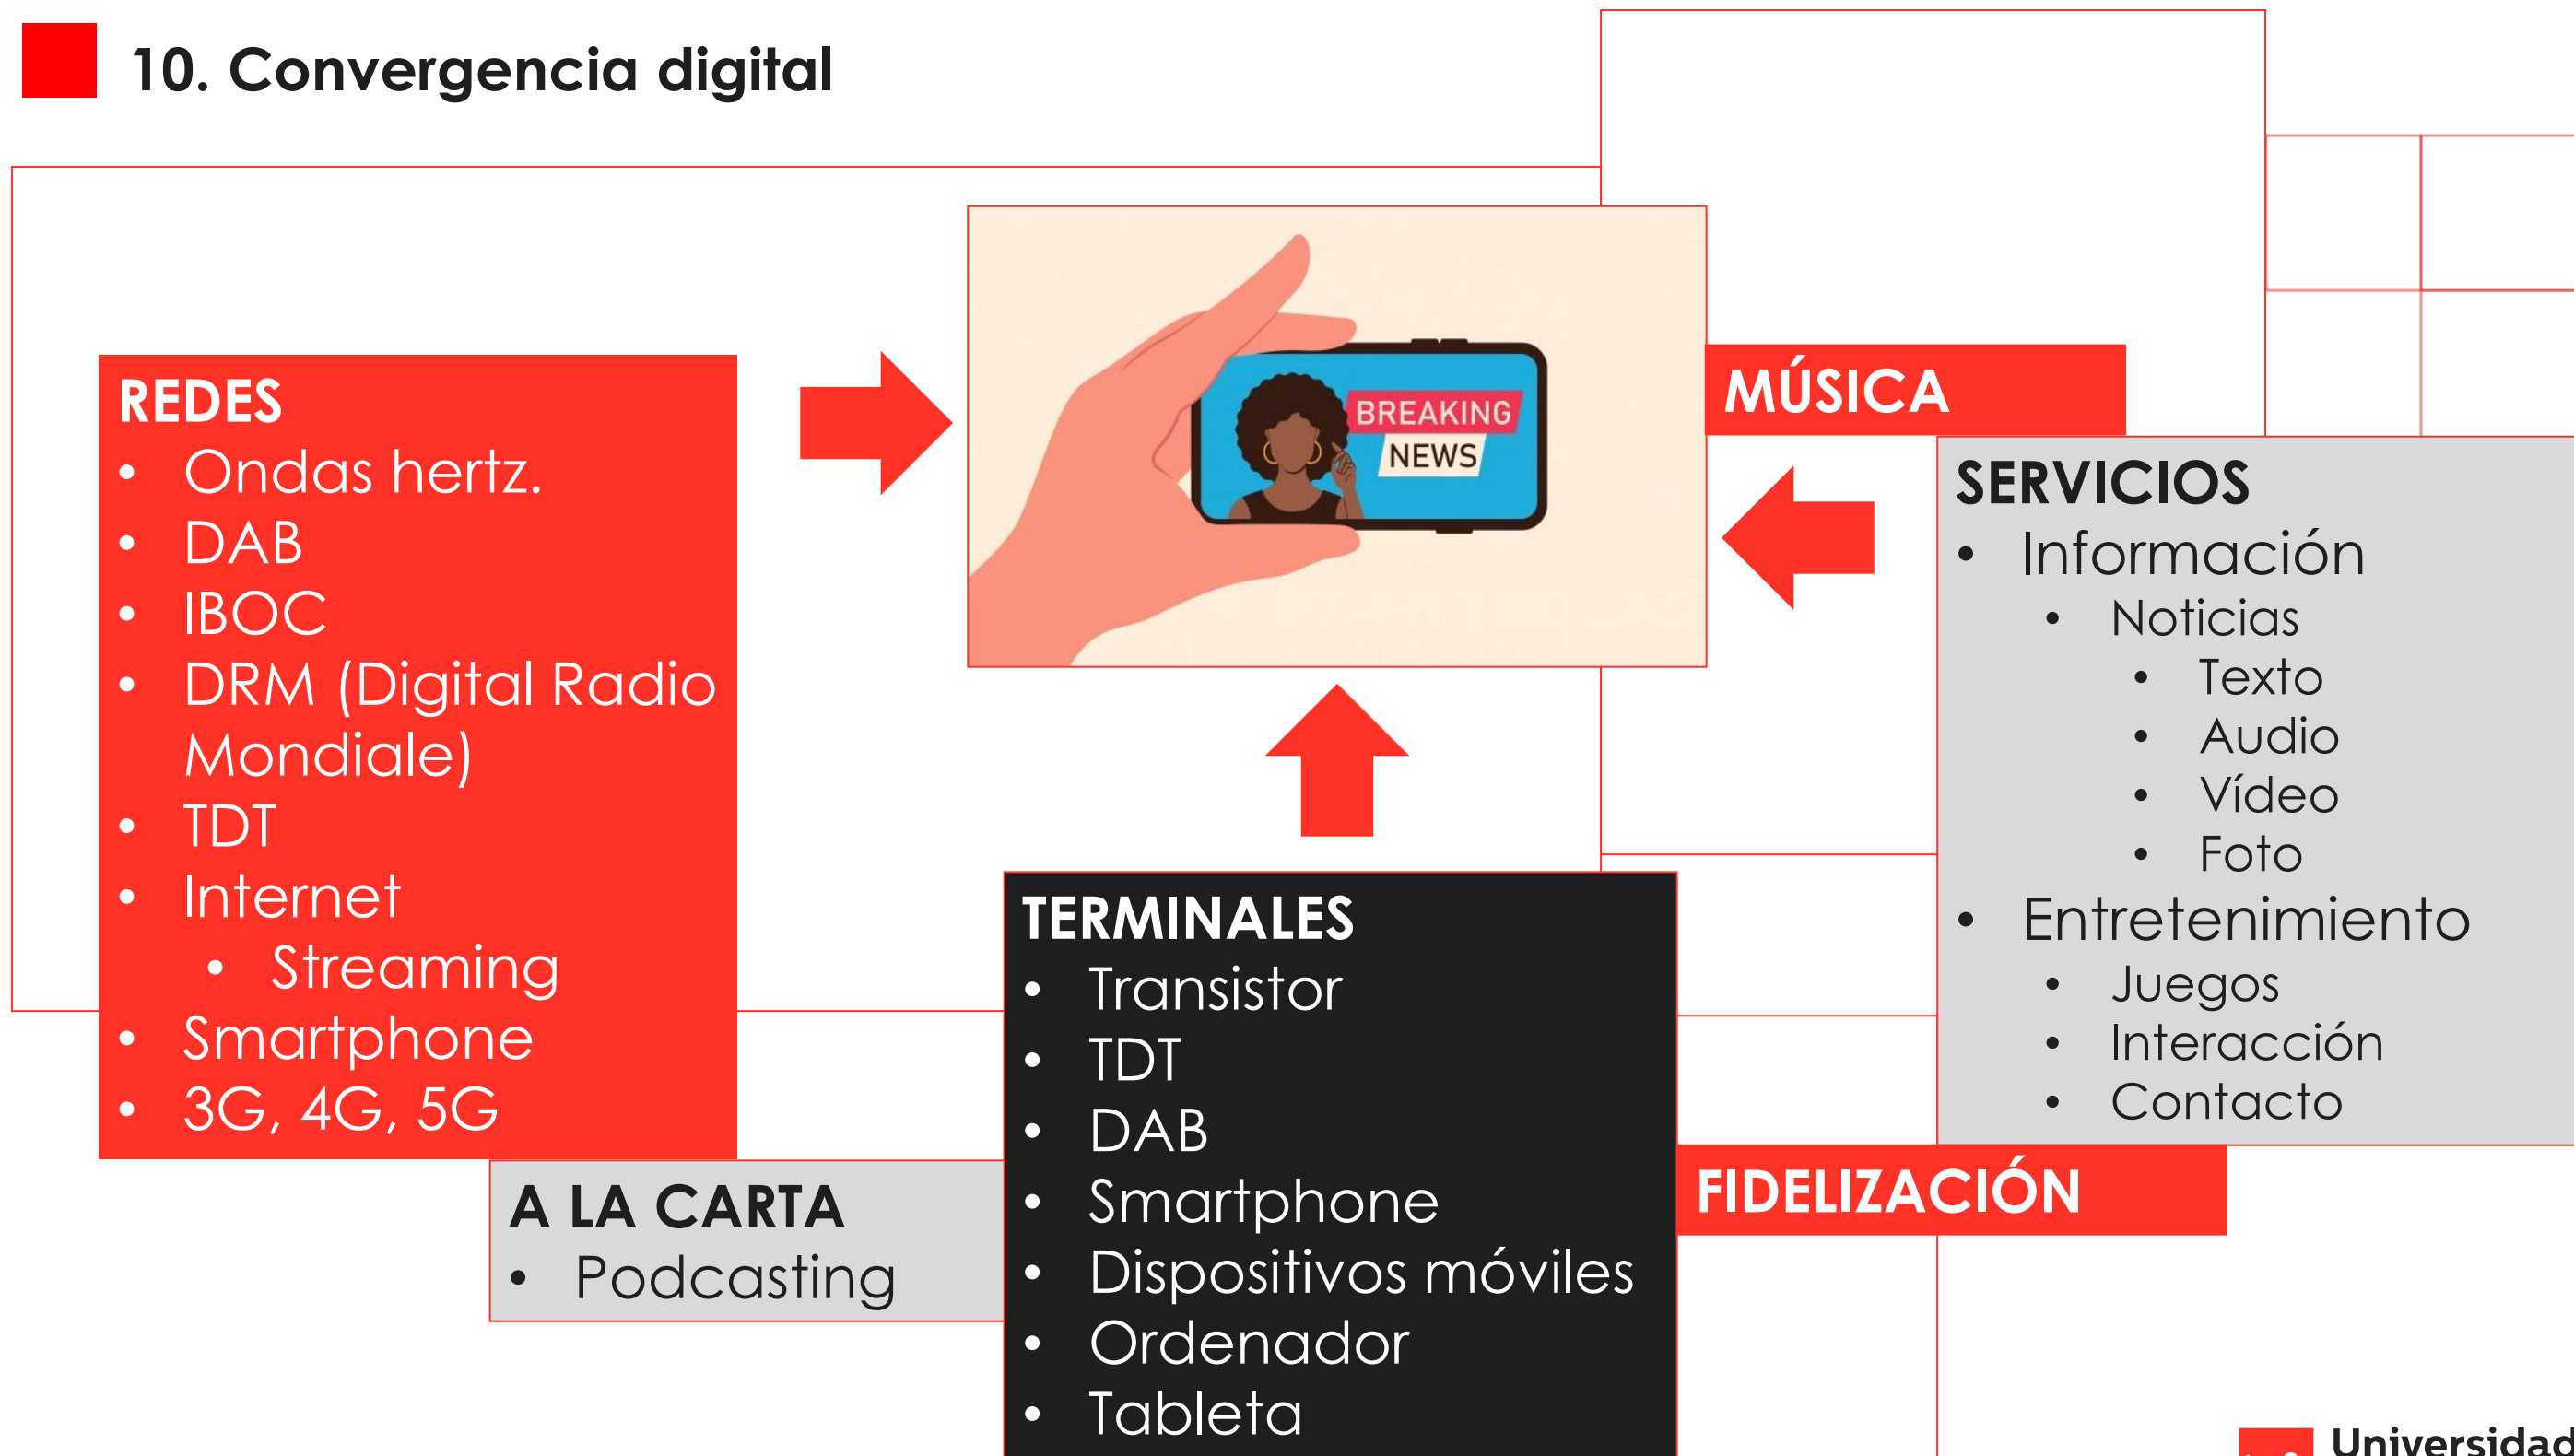 10. Convergencia digital
REDES
• Ondas hertz.
• DAB
• IBOC
• DRM (Digital Radio
Mondiale)
• TDT
• Internet
• Streaming
• Smartphone
• 3G, 4G, 5G
BREAKING
NEWS
MÚSICA
SERVICIOS
• Información
• Noticias
• Texto
• Audio
• Vídeo
• Foto
• Entretenimiento
• Juegos
• Interacción
• Contacto
A LA CARTA
• Podcasting
TERMINALES
• Transistor
• TDT
• DAB
• Smartphone
• Dispositivos móviles
• Ordenador
• Tableta
FIDELIZACIÓN
Universidad